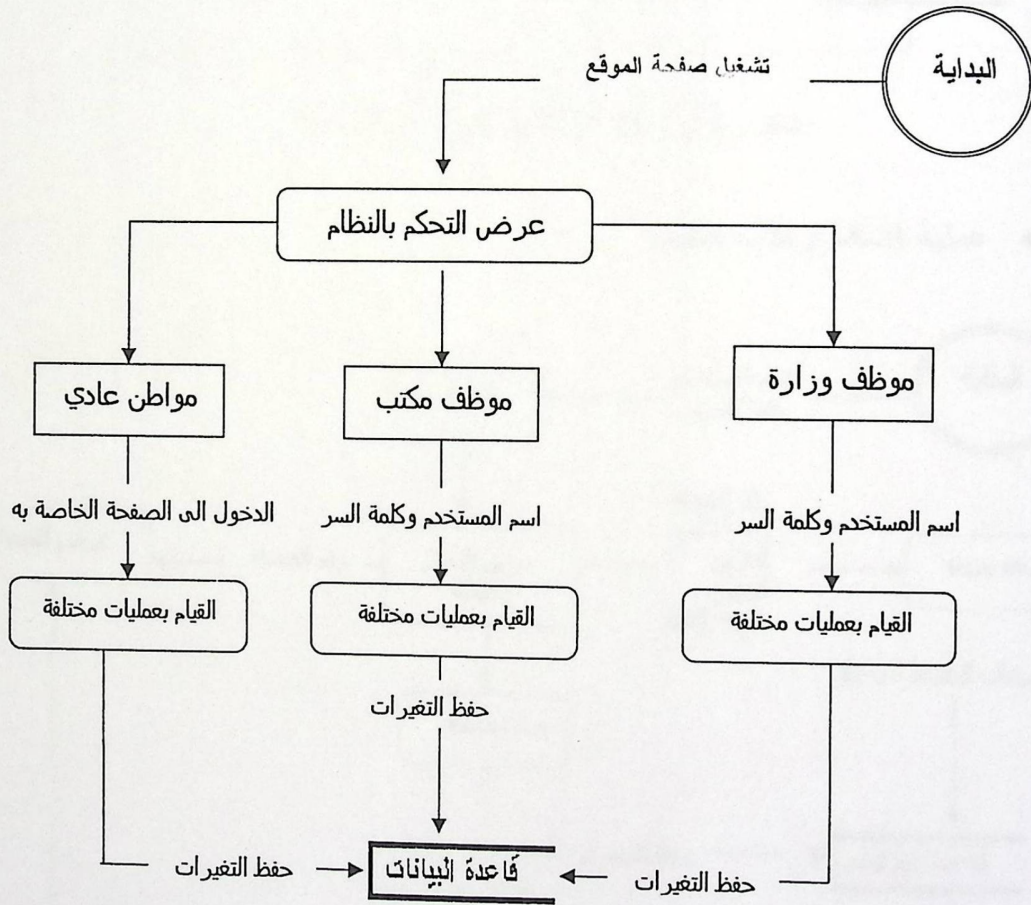 البداية
تشغيل صفحة الموقع
عرض التحكم بالنظام
موظف وزارة
موظف مكتب
مواطن عادي
اسم المستخدم وكلمة السر
اسم المستخدم وكلمة السر
الدخول الى الصفحة الخاصة به
القيام بعمليات مختلفة
القيام بعمليات مختلفة
القيام بعمليات مختلفة
حفظ التغيرات
حفظ التغيرات
قاعدة البيانات
حفظ التغيرات